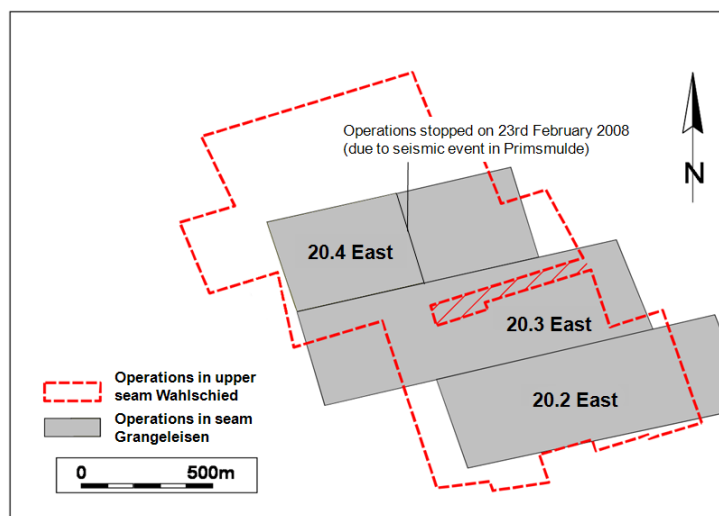 Operations stopped on 23rd February 2008
(due to seismic event in Primsmulde)
N
20.4 East
20.3 East
20.2 East
Operations in upper
seam Wahlschied
Operations in seam
Grangeleisen
0 500m